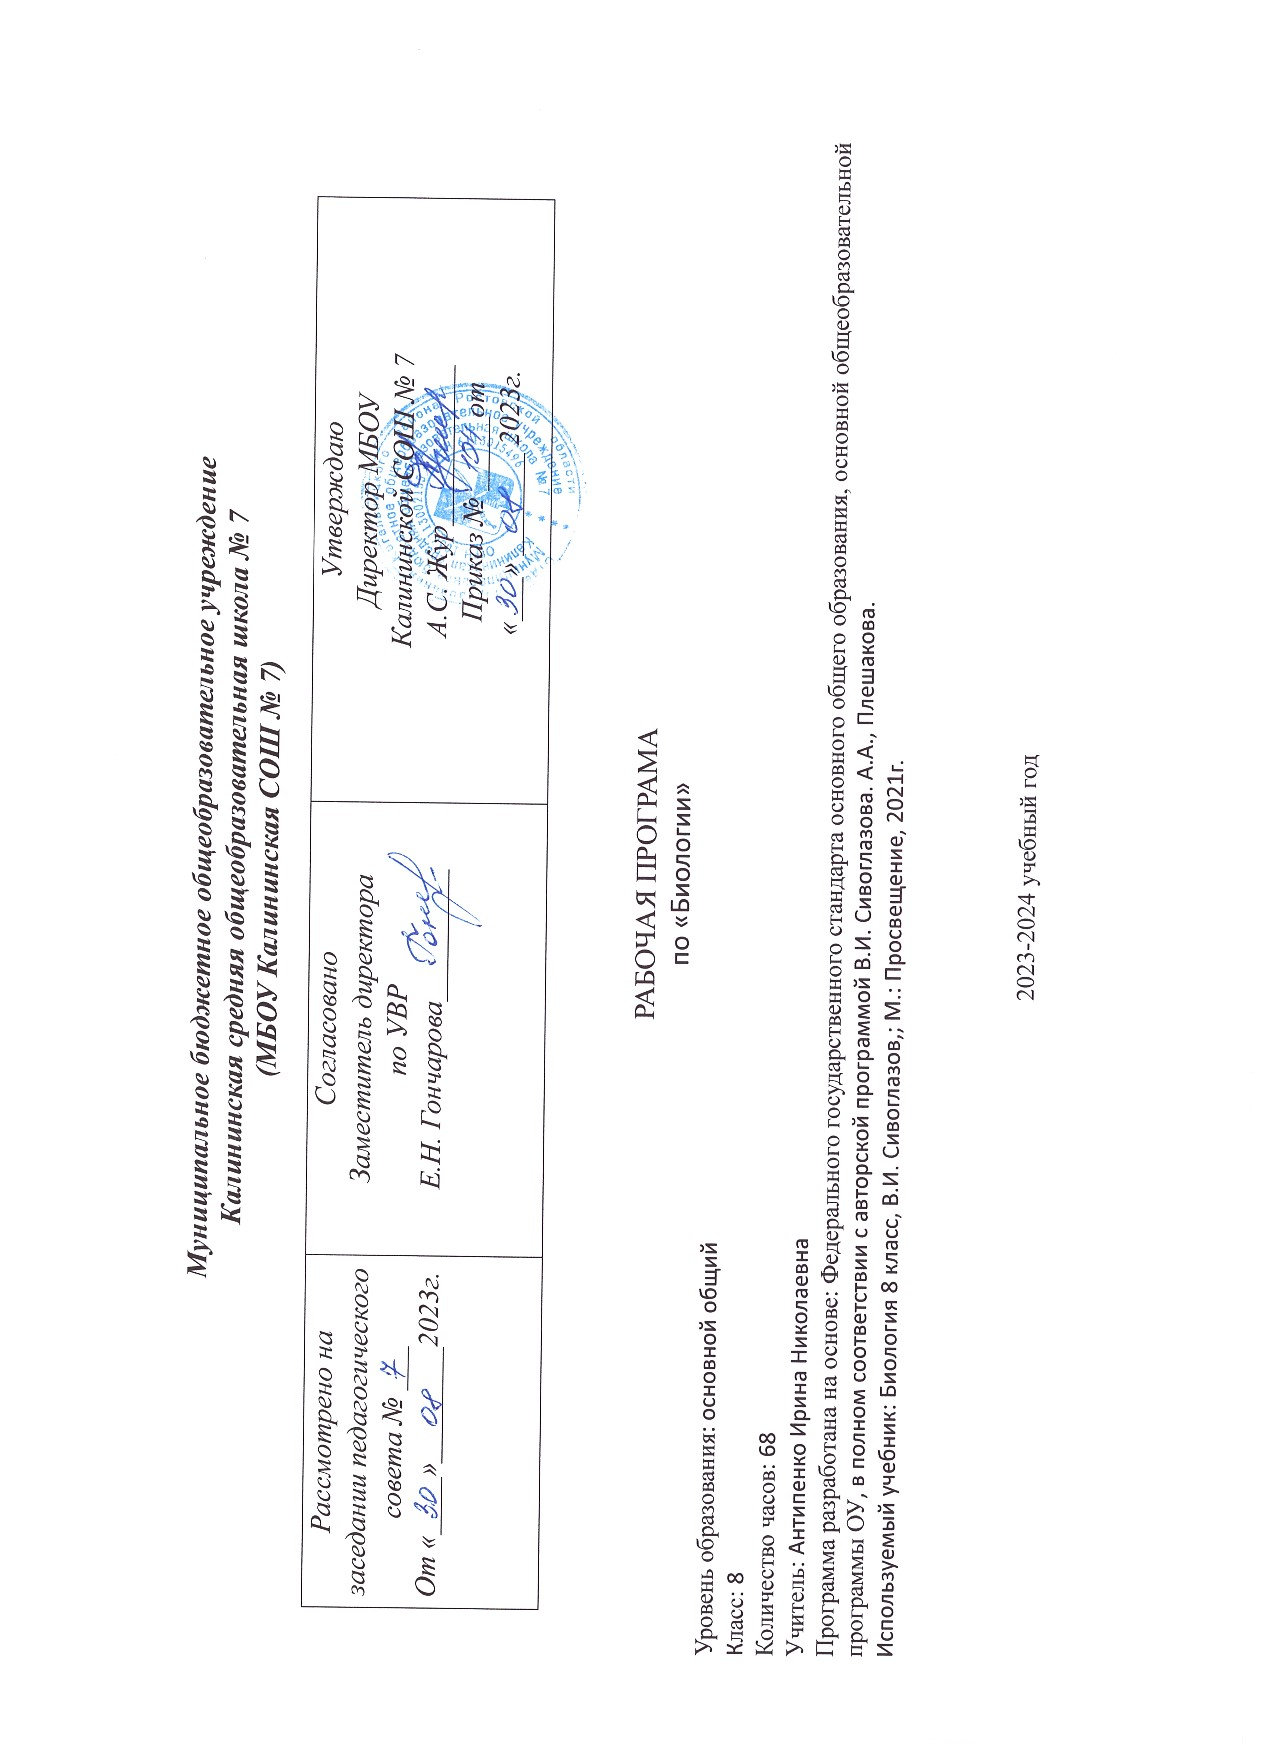 Муниципальное бюджетное общеобразовательное учреждение
Калининская средняя общеобразовательная школа № 7
(МБОУ Калининская СОШ № 7)
Рассмотрено на
заседании педагогического
совета № 7
От « 30 » 08 2023г.
Согласовано
Заместитель директора
по УВР
Е.Н. Гончарова
Утверждаю
Директор МБОУ
Калининской СОШ № 7
А.С. Жур
Приказ № 104 от
« 30 » 08 2023г.
РАБОЧАЯ ПРОГРАМА
по «Биологии»
Уровень образования: основной общий
Класс: 8
Количество часов: 68
Учитель: Антипенко Ирина Николаевна
Программа разработана на основе: Федерального государственного стандарта основного общего образования, основной общеобразовательной
программы ОУ, в полном соответствии с авторской программой В.И. Сивоглазова. А.А., Плешакова.
Используемый учебник: Биология 8 класс, В.И. Сивоглазов,; М.: Просвещение, 2021г.
2023-2024 учебный год